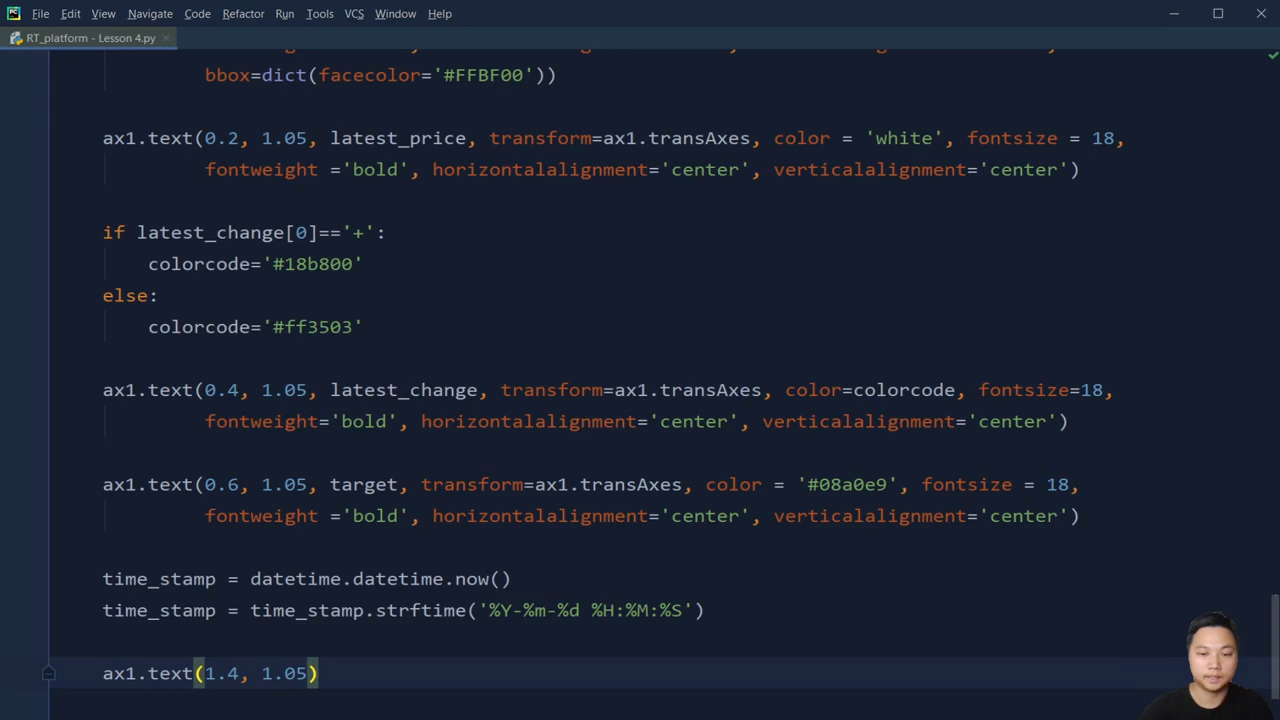 File Edit View Navigate Code Refactor Run Tools VCS Window Help
RT_platform - Lesson 4.py
bbox=dict(facecolor='#FFBF00'))
ax1.text(0.2, 1.05, latest_price, transform=ax1.transAxes, color = 'white', fontsize = 18,
fontweight ='bold', horizontalalignment='center', verticalalignment='center')
if latest_change[0]=='+':
colorcode='#18b800'
else:
colorcode='#ff3503'
ax1.text(0.4, 1.05, latest_change, transform=ax1.transAxes, color=colorcode, fontsize=18,
fontweight='bold', horizontalalignment='center', verticalalignment='center')
ax1.text(0.6, 1.05, target, transform=ax1.transAxes, color = '#08a0e9', fontsize = 18,
fontweight ='bold', horizontalalignment='center', verticalalignment='center')
time_stamp = datetime.datetime.now()
time_stamp = time_stamp.strftime('%Y-%m-%d %H:%M:%S')
ax1.text(1.4, 1.05)